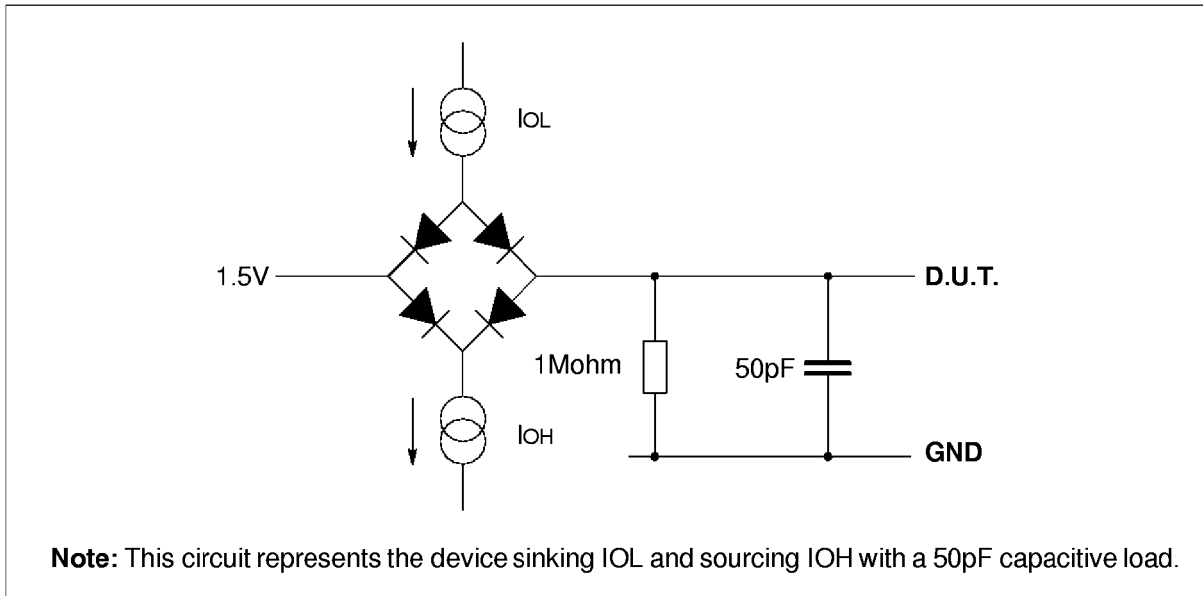 IOL
1.5V
D.U.T.
1Mohm
50pF
IOH
GND
Note: This circuit represents the device sinking IOL and sourcing IOH with a 50pF capacitive load.